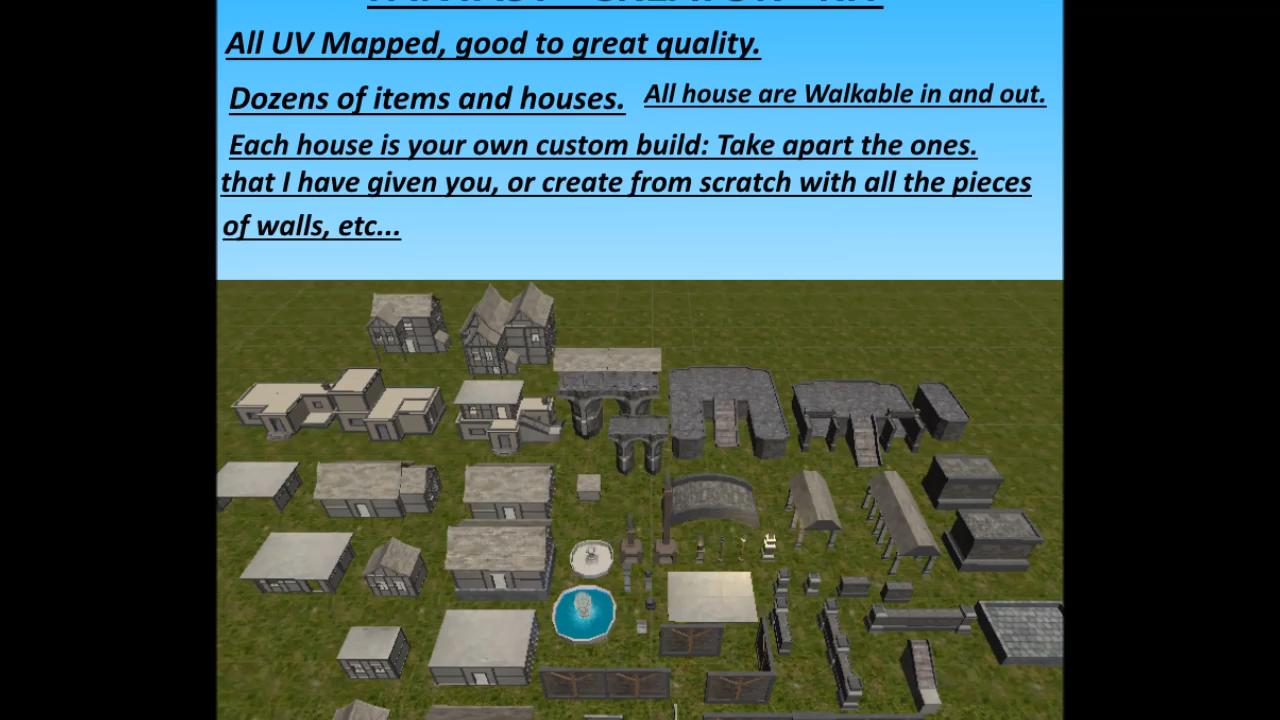 All UV Mapped, good to great quality.
Dozens of items and houses. All house are Walkable in and out.
Each house is your own custom build: Take apart the ones.
that I have given you, or create from scratch with all the pieces
of walls, etc...